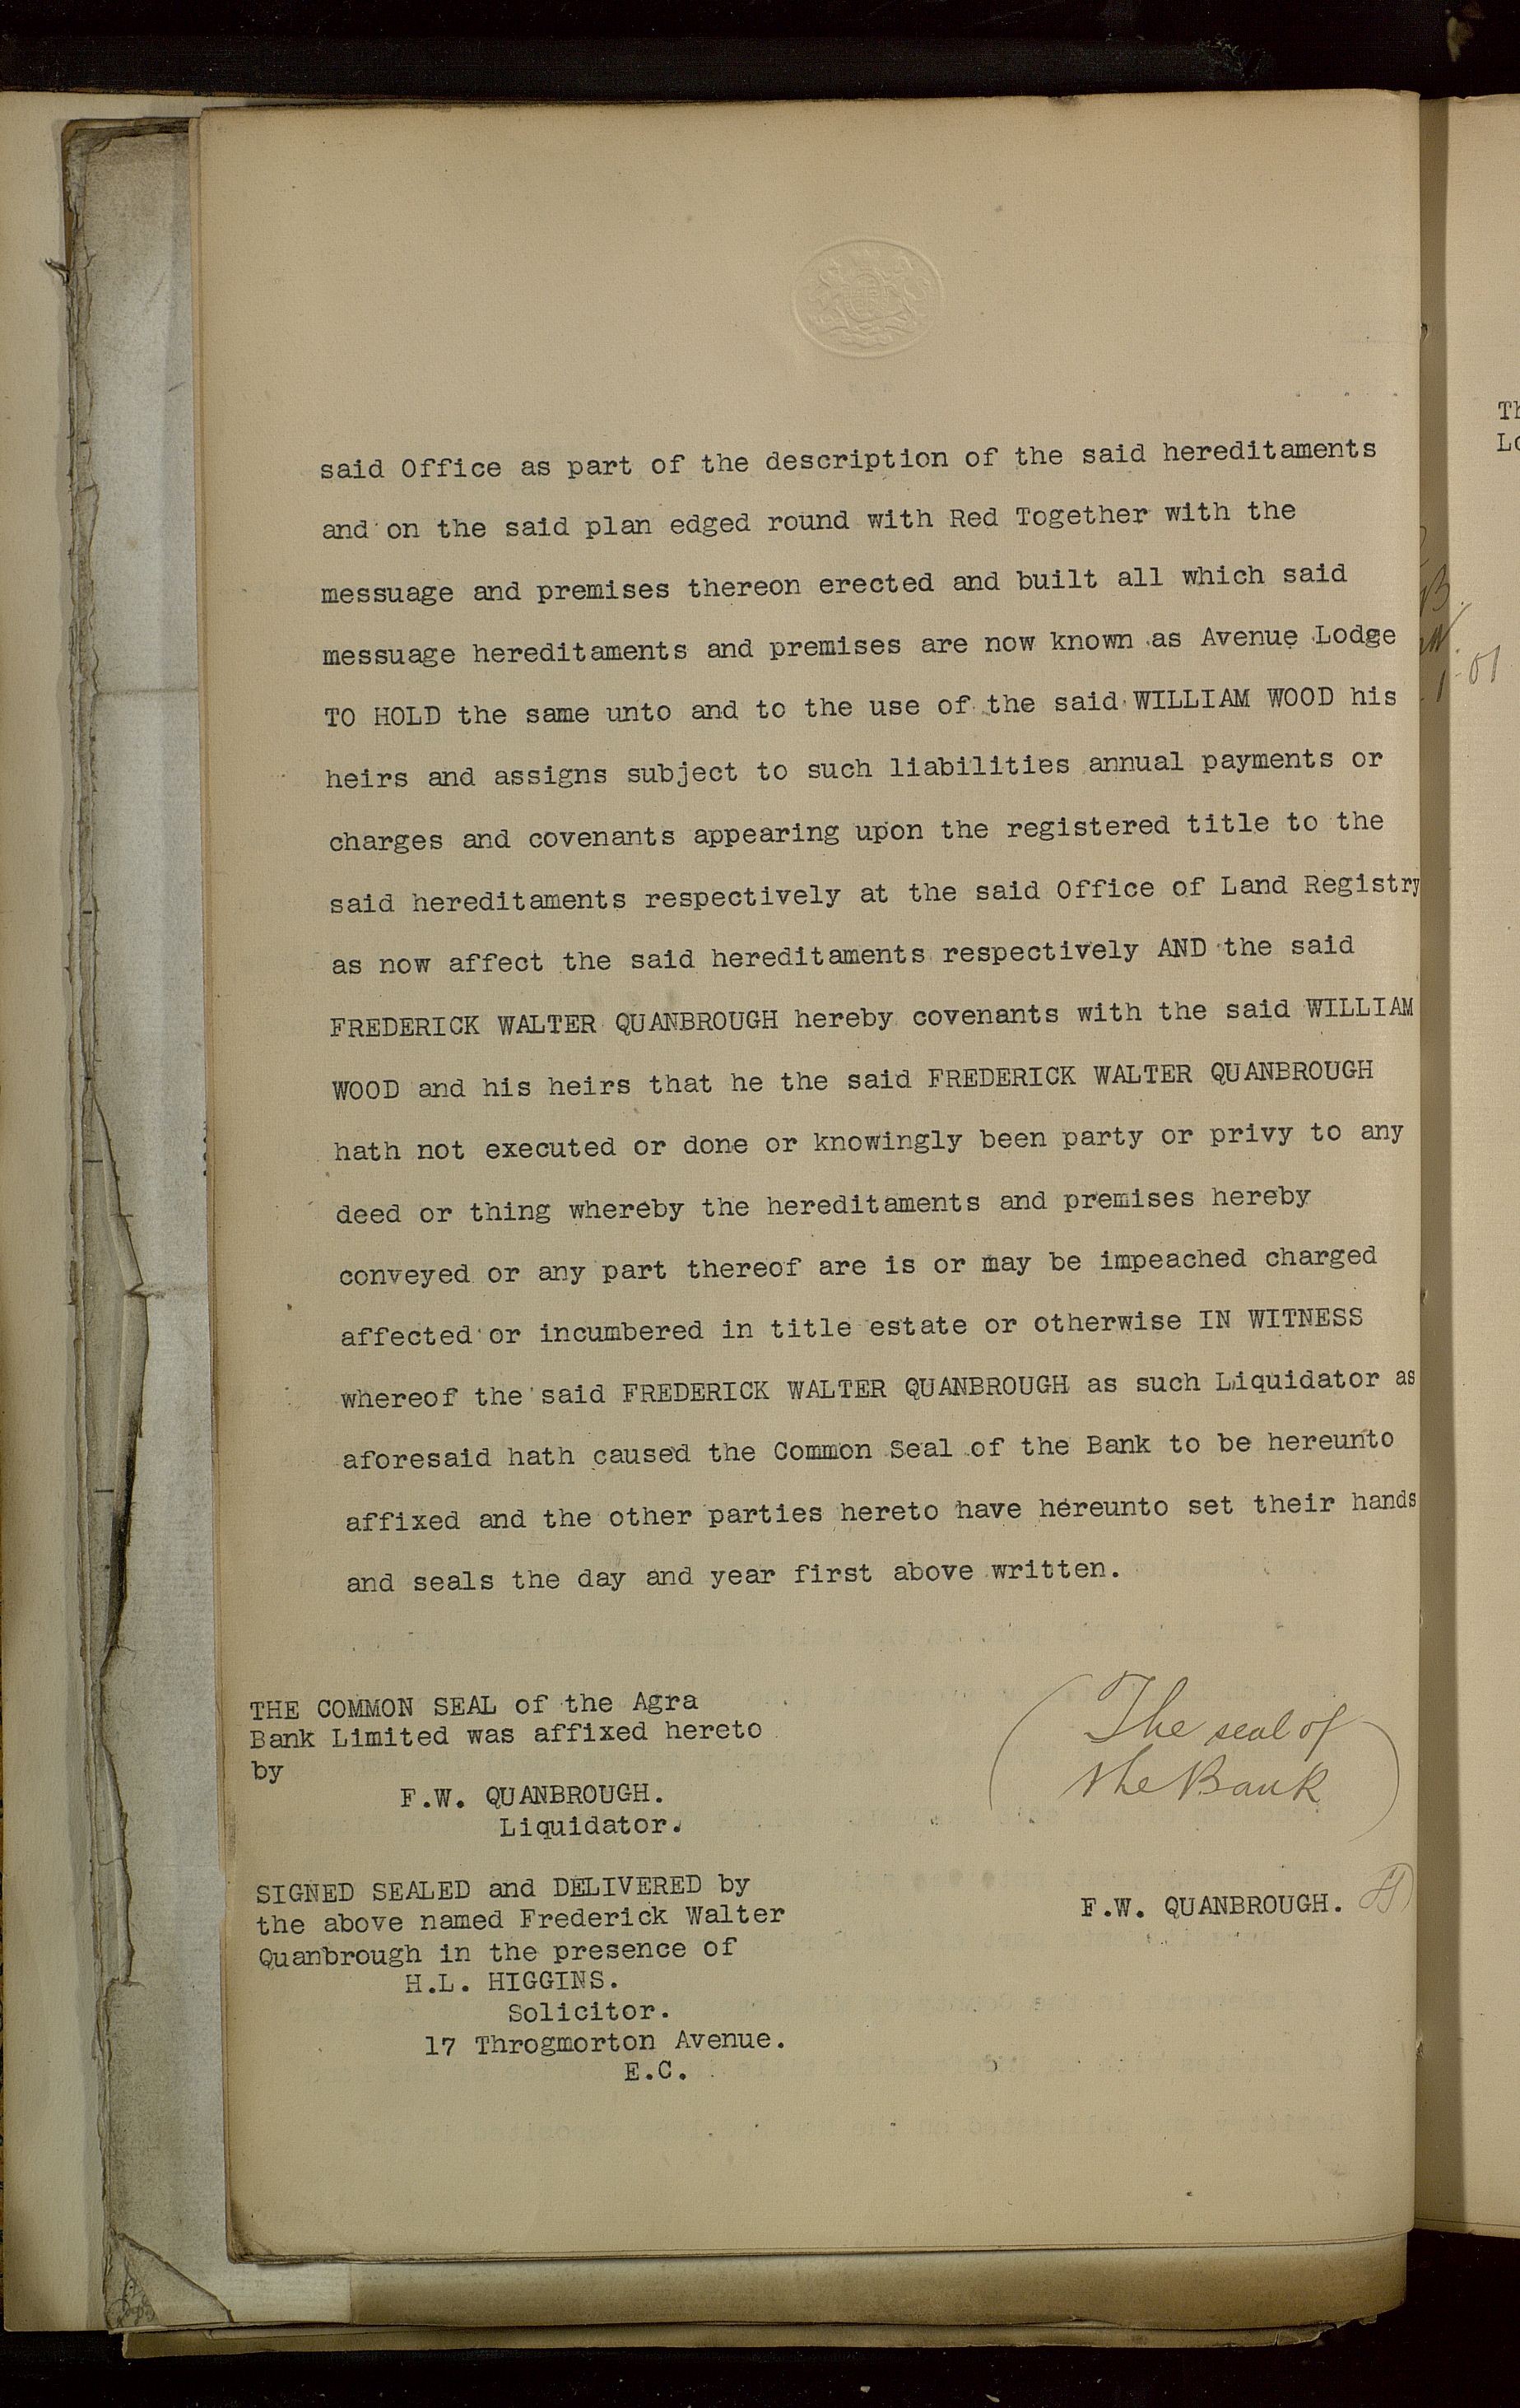 said Office as part of the description of the said hereditaments
and on the said plan edged round with Red Together with the
messuage and premises thereon erected and built all which said
messuage hereditaments and premises are now known as Avenue Lodge
TO HOLD the same unto and to the use of the said WILLIAM WOOD his
heirs and assigns subject to such liabilities annual payments or
charges and covenants appearing upon the registered title to the
said hereditaments respectively at the said Office of Land Registry
as now affect the said hereditaments respectively AND the said
FREDERICK WALTER QUANBROUGH hereby covenants with the said WILLIAM
WOOD and his heirs that he the said FREDERICK WALTER QUANBROUGH
hath not executed or done or knowingly been party or privy to any
deed or thing whereby the hereditaments and premises hereby
conveyed or any part thereof are is or may be impeached charged
affected or incumbered in title estate or otherwise IN WITNESS
whereof the said FREDERICK WALTER QUANBROUGH as such Liquidator as
aforesaid hath caused the Common Seal of the Bank to be hereunto
affixed and the other parties hereto have hereunto set their hands
and seals the day and year first above written.
THE COMMON SEAL of the Agra
Bank Limited was affixed hereto
by
F.W. QUANBROUGH.
Liquidator.
(The seal of
the Bank)
SIGNED SEALED and DELIVERED by
the above named Frederick Walter
Quanbrough in the presence of
H.L. HIGGINS.
Solicitor.
17 Throgmorton Avenue.
E.C.
F.W. QUANBROUGH.